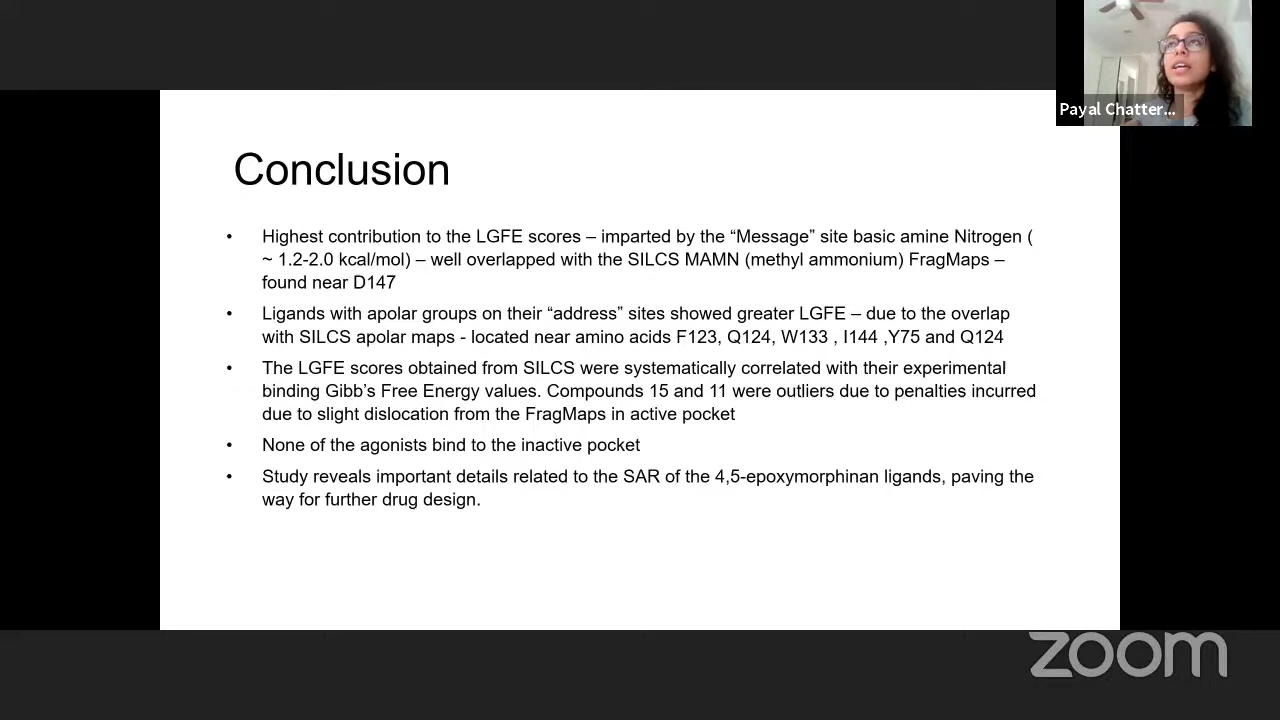 Payal Chatter...
Conclusion
• Highest contribution to the LGFE scores – imparted by the “Message” site basic amine Nitrogen (
~ 1.2-2.0 kcal/mol) – well overlapped with the SILCS MAMN (methyl ammonium) FragMaps –
found near D147
• Ligands with apolar groups on their “address” sites showed greater LGFE – due to the overlap
with SILCS apolar maps - located near amino acids F123, Q124, W133 , I144 ,Y75 and Q124
• The LGFE scores obtained from SILCS were systematically correlated with their experimental
binding Gibb’s Free Energy values. Compounds 15 and 11 were outliers due to penalties incurred
due to slight dislocation from the FragMaps in active pocket
• None of the agonists bind to the inactive pocket
• Study reveals important details related to the SAR of the 4,5-epoxymorphinan ligands, paving the
way for further drug design.
zoom